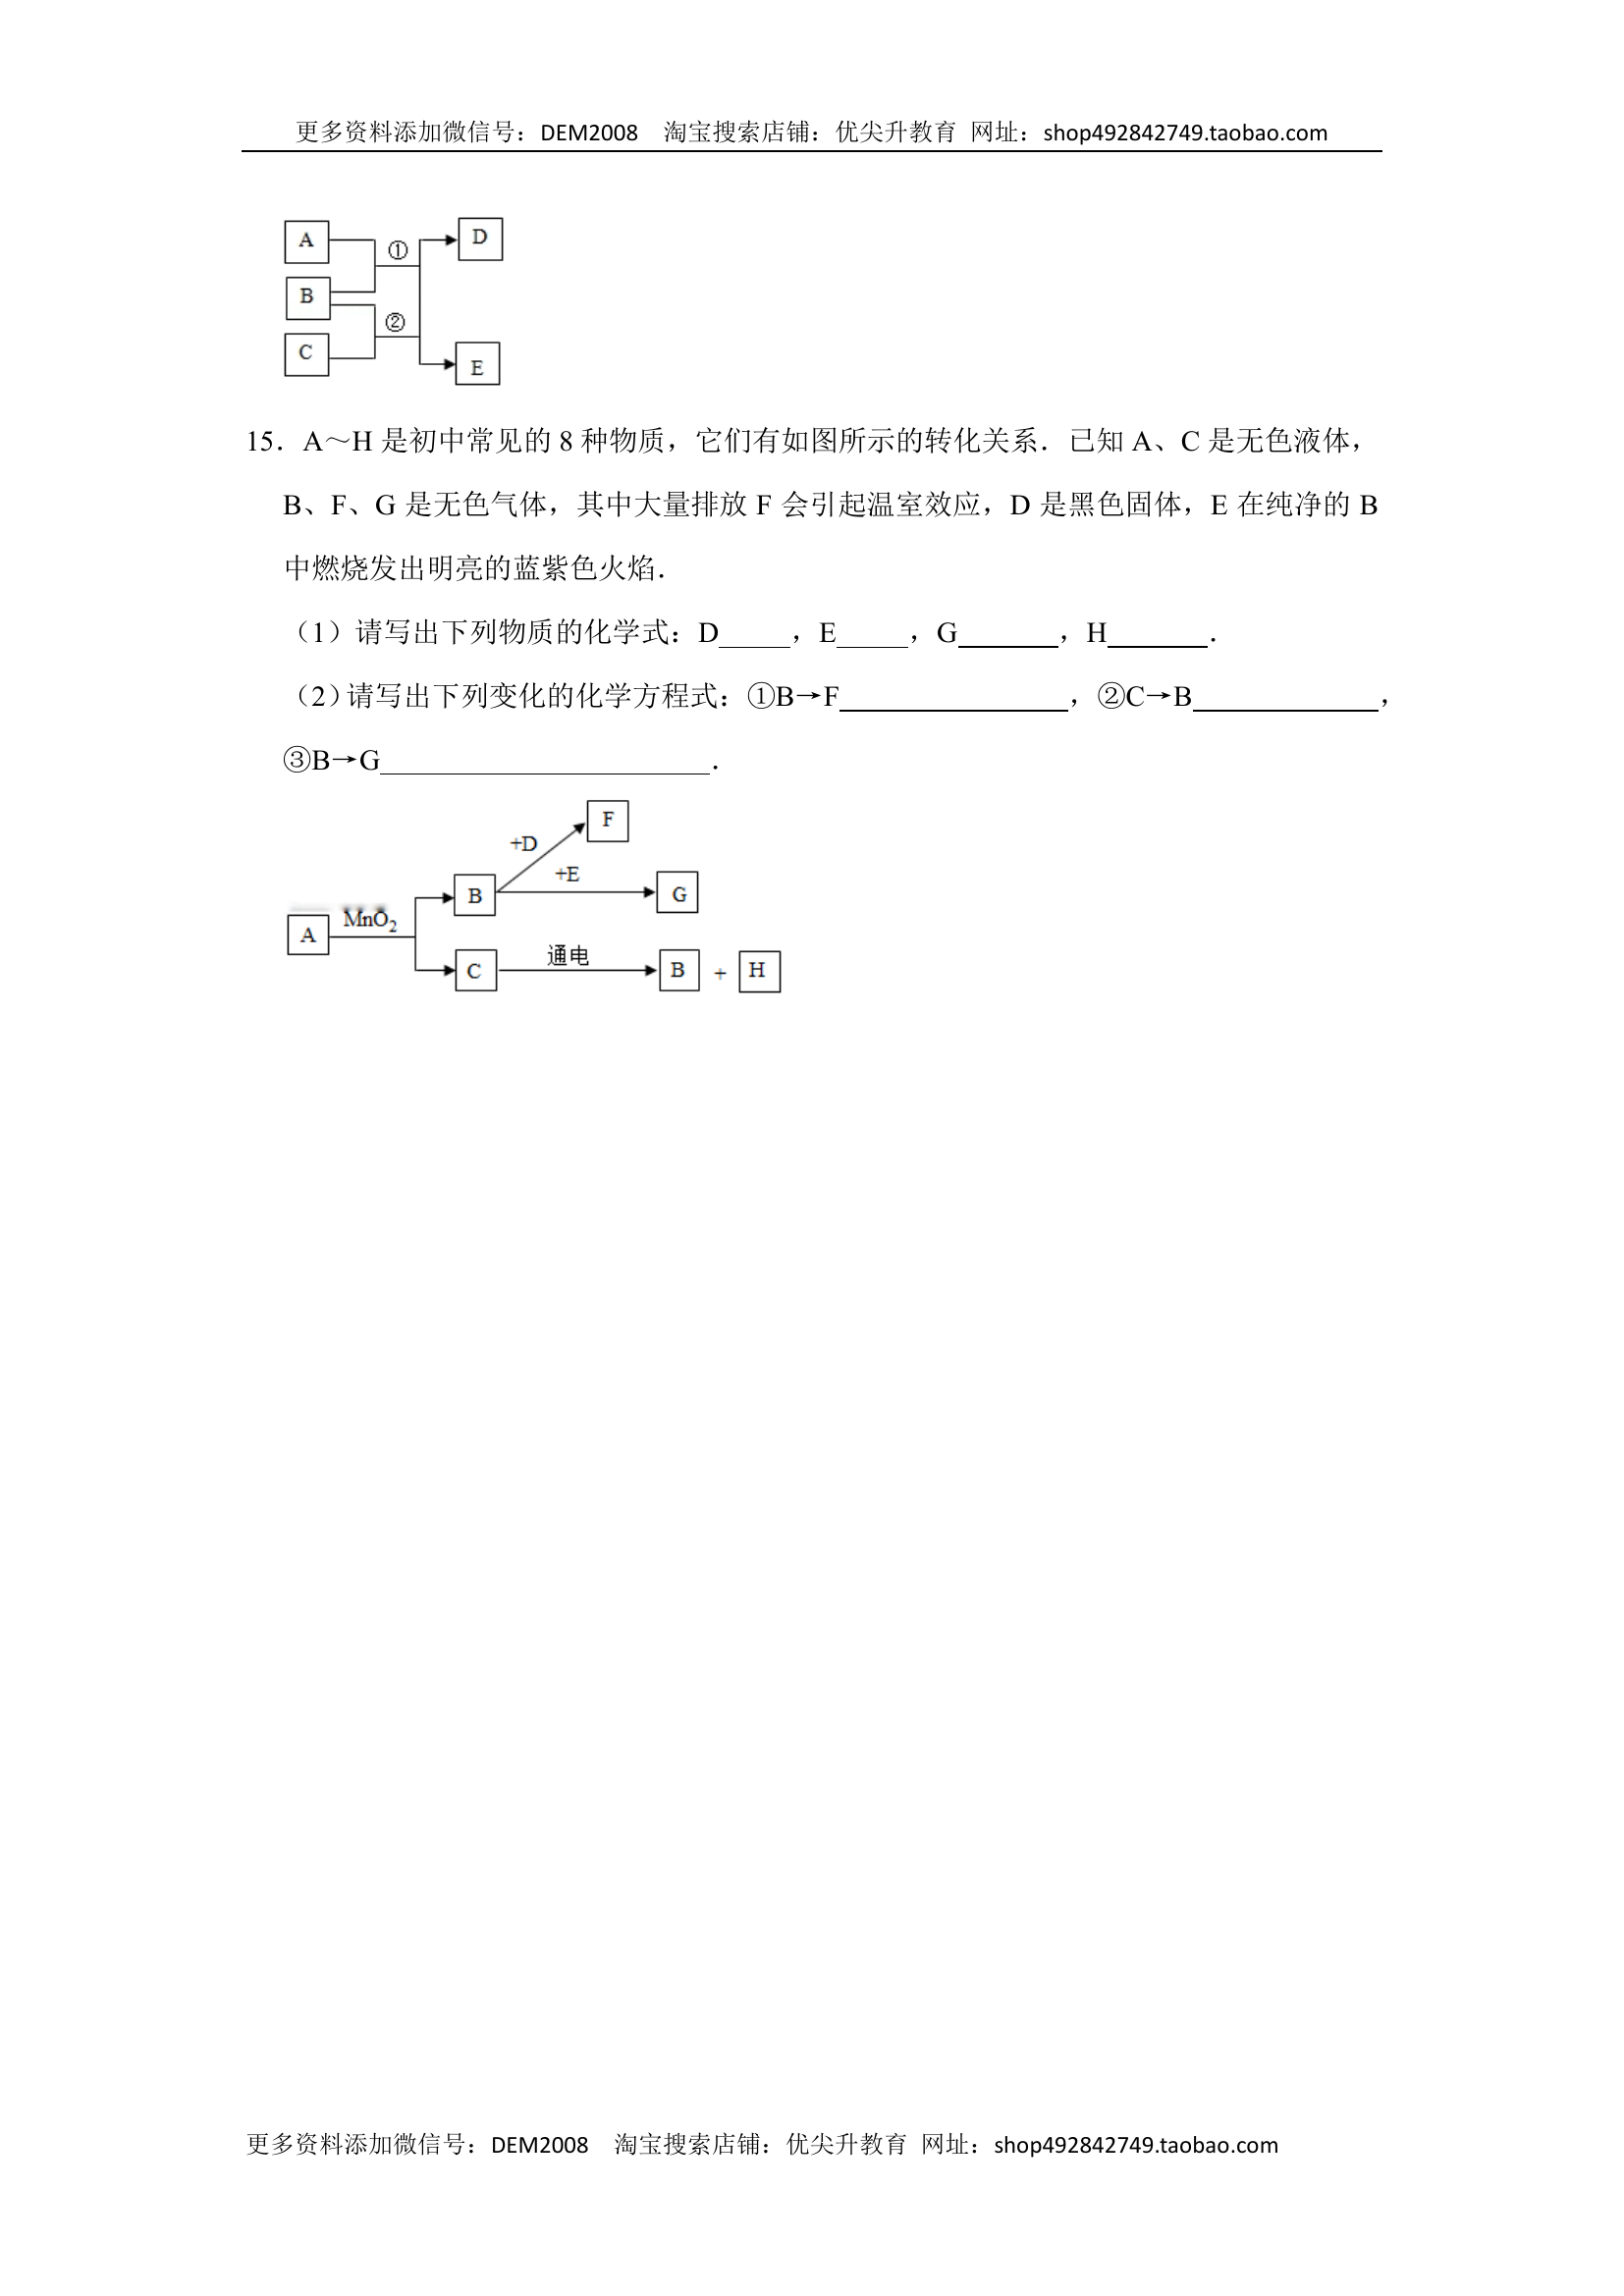 更多资料添加微信号：DEM2008  淘宝搜索店铺：优尖升教育 网址：shop492842749.taobao.com
A
①
D
B
②
C
E
15．A～H 是初中常见的 8 种物质，它们有如图所示的转化关系．已知 A、C 是无色液体，
B、F、G 是无色气体，其中大量排放 F 会引起温室效应，D 是黑色固体，E 在纯净的 B
中燃烧发出明亮的蓝紫色火焰．
（1）请写出下列物质的化学式：D_____，E_____，G_______，H_______．
（2）请写出下列变化的化学方程式：①B→F________________，②C→B_____________，
③B→G_______________________．
F
+D
+E
B
G
A
MnO₂
C
通电
B + H
更多资料添加微信号：DEM2008  淘宝搜索店铺：优尖升教育 网址：shop492842749.taobao.com